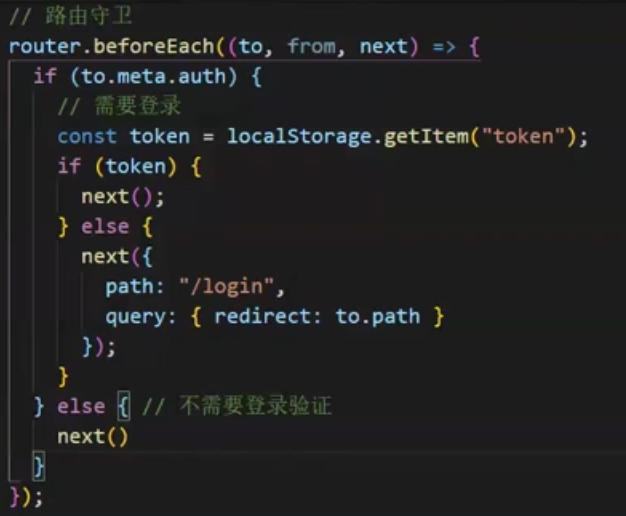 // 路由守卫
router.beforeEach((to, from, next) => {
  if (to.meta.auth) {
    // 需要登录
    const token = localStorage.getItem("token");
    if (token) {
      next();
    } else {
      next({
        path: "/login",
        query: { redirect: to.path }
      });
    }
  } else { // 不需要登录验证
    next()
  }
});